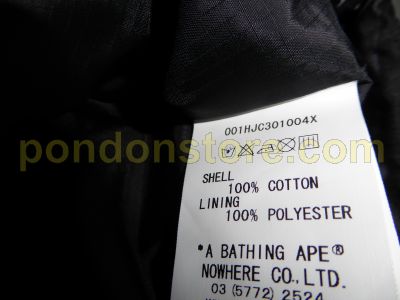 001HJC301004X
pondonstore.com
SHELL
100% COTTON
LINING
100% POLYESTER
*A BATHING APE®
NOWHERE CO.,LTD.
03 (5772) 2524